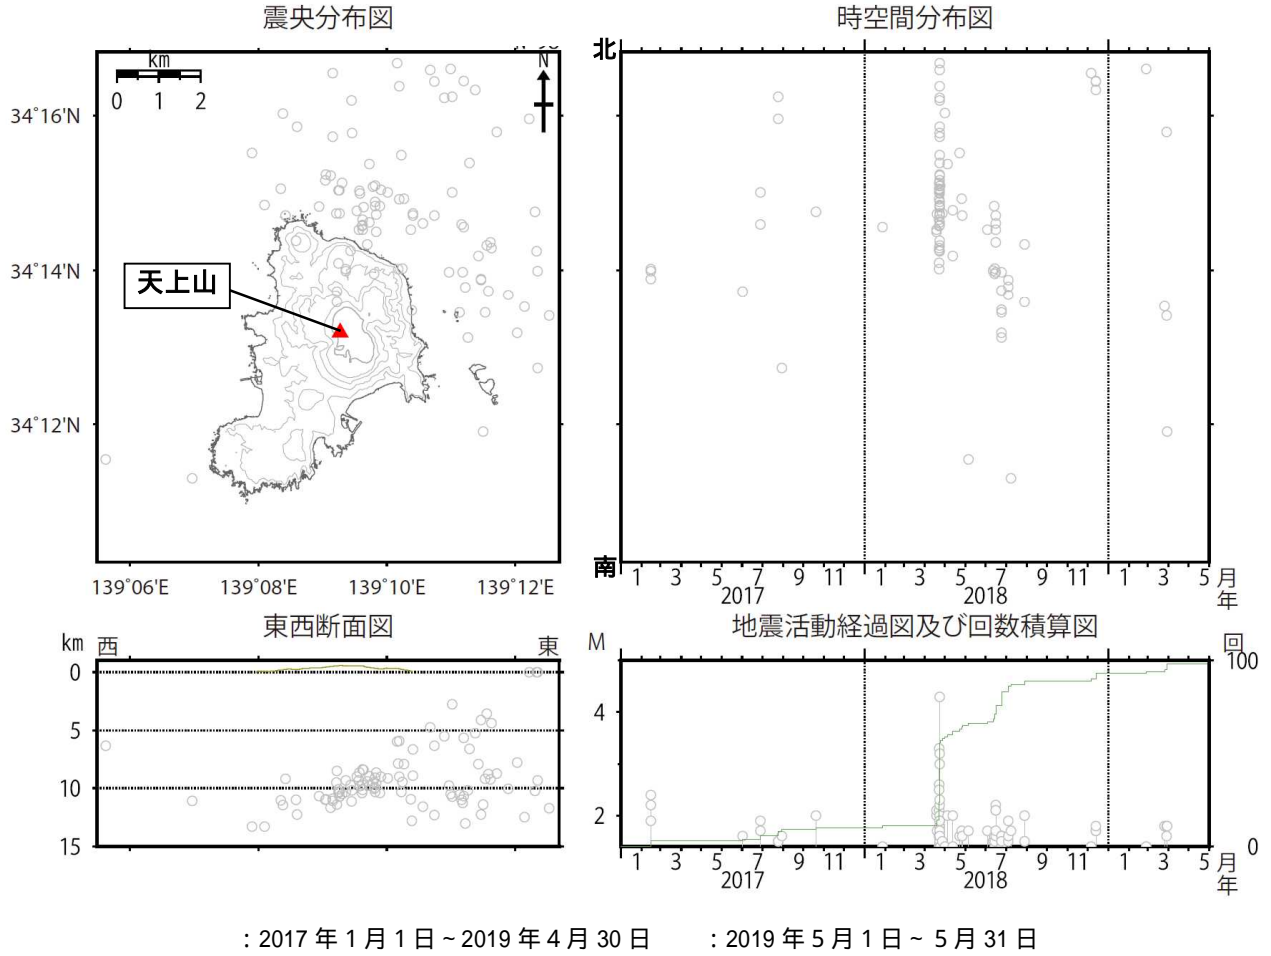 震央分布図
km
0 1 2
N
34°16'N
34°14'N
34°12'N
天上山
139°06'E 139°08'E 139°10'E 139°12'E
時空間分布図
北
南
1 3 5 7 9 11 1 3 5 7 9 11 1 3 5 月
2017 2018 年
東西断面図
km 西 東
0
5
10
15
地震活動経過図及び回数積算図
M 回
100
4
2
0
1 3 5 7 9 11 1 3 5 7 9 11 1 3 5 月
2017 2018 年
：2017 年 1 月 1 日 ~ 2019 年 4 月 30 日 ：2019 年 5 月 1 日 ~ 5 月 31 日